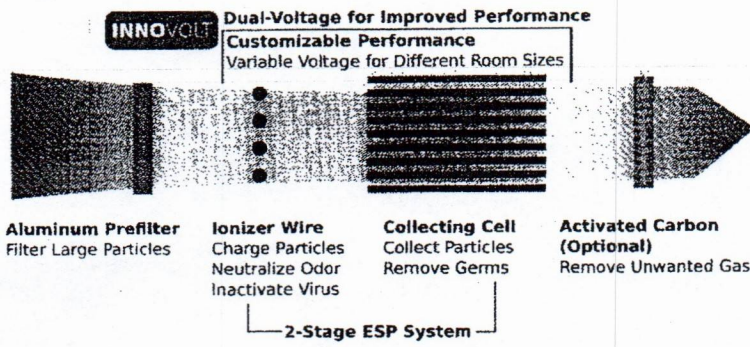 INNOVOLT
Dual-Voltage for Improved Performance
Customizable Performance
Variable Voltage for Different Room Sizes
Aluminum Prefilter
Filter Large Particles
Ionizer Wire
Charge Particles
Neutralize Odor
Inactivate Virus
Collecting Cell
Collect Particles
Remove Germs
Activated Carbon
(Optional)
Remove Unwanted Gas
2-Stage ESP System